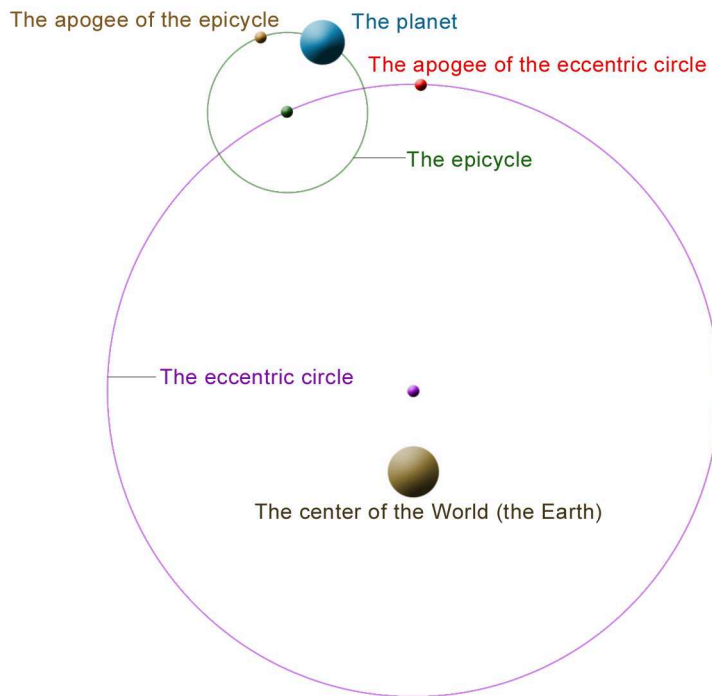 The apogee of the epicycle
The planet
The apogee of the eccentric circle
The epicycle
The eccentric circle
The center of the World (the Earth)